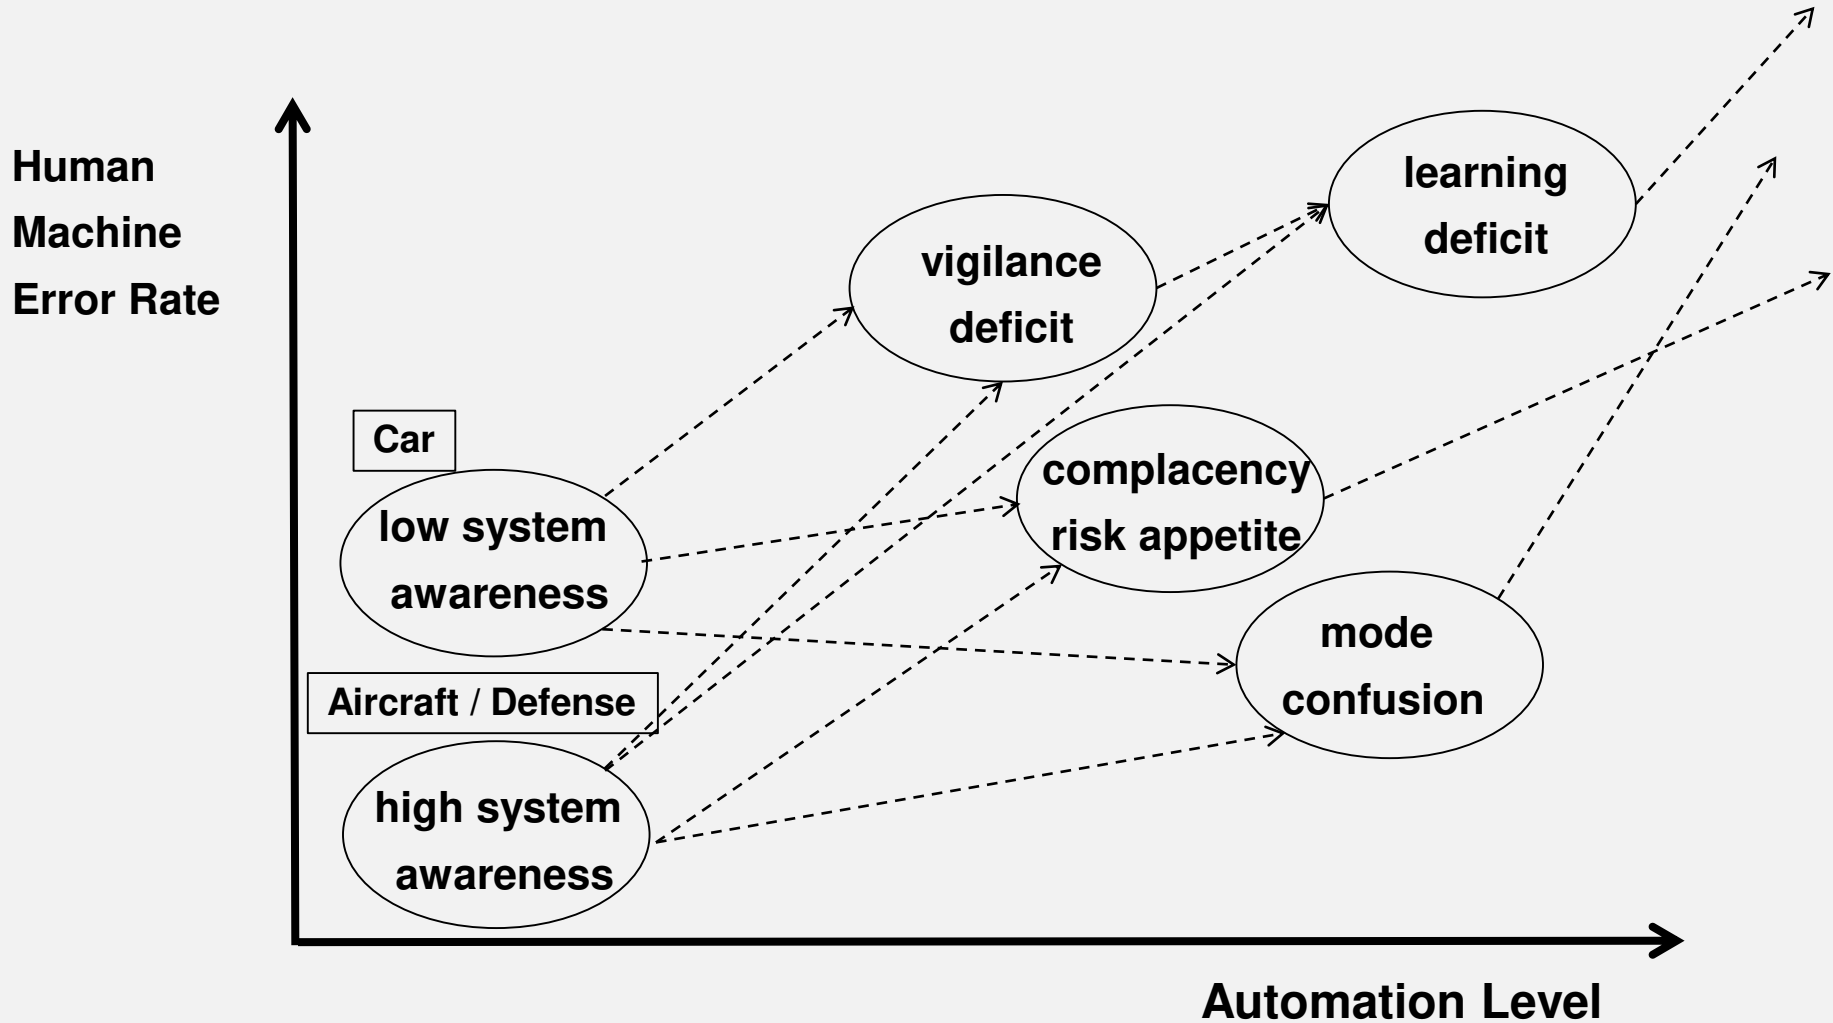 Human
Machine
Error Rate
learning
deficit
vigilance
deficit
Car
complacency
risk appetite
low system
awareness
mode
confusion
Aircraft / Defense
high system
awareness
Automation Level